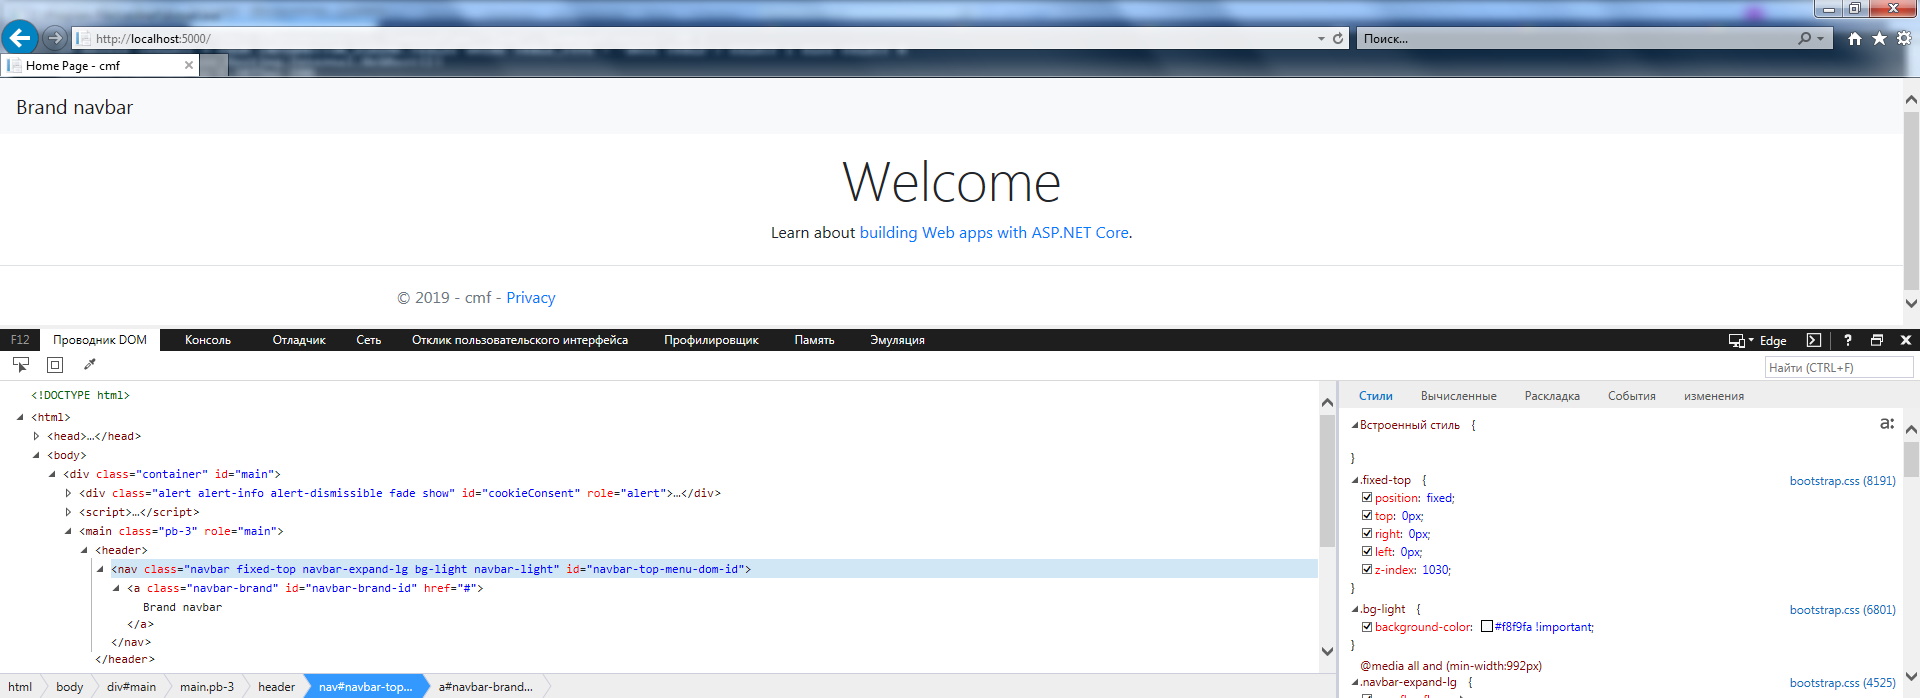 http://localhost:5000/
Поиск...
Home Page - cmf
Brand navbar
Welcome
Learn about building Web apps with ASP.NET Core.
© 2019 - cmf - Privacy
F12 Проводник DOM Консоль Отладчик Сеть Отклик пользовательского интерфейса Профилировщик Память Эмуляция Edge ?
Найти (CTRL+F)
<!DOCTYPE html>
<html>
<head>…</head>
<body>
<div class="container" id="main">
<div class="alert alert-info alert-dismissible fade show" id="cookieConsent" role="alert">…</div>
<script>…</script>
<main class="pb-3" role="main">
<header>
<nav class="navbar fixed-top navbar-expand-lg bg-light navbar-light" id="navbar-top-menu-dom-id">
<a class="navbar-brand" id="navbar-brand-id" href="#">
Brand navbar
</a>
</nav>
</header>
html body div#main main.pb-3 header nav#navbar-top... a#navbar-brand...
Стили Вычисленные Раскладка События изменения
Встроенный стиль {
a:
}
.fixed-top { bootstrap.css (8191)
position: fixed;
top: 0px;
right: 0px;
left: 0px;
z-index: 1030;
}
.bg-light { bootstrap.css (6801)
background-color: #f8f9fa !important;
}
@media all and (min-width:992px)
.navbar-expand-lg { bootstrap.css (4525)